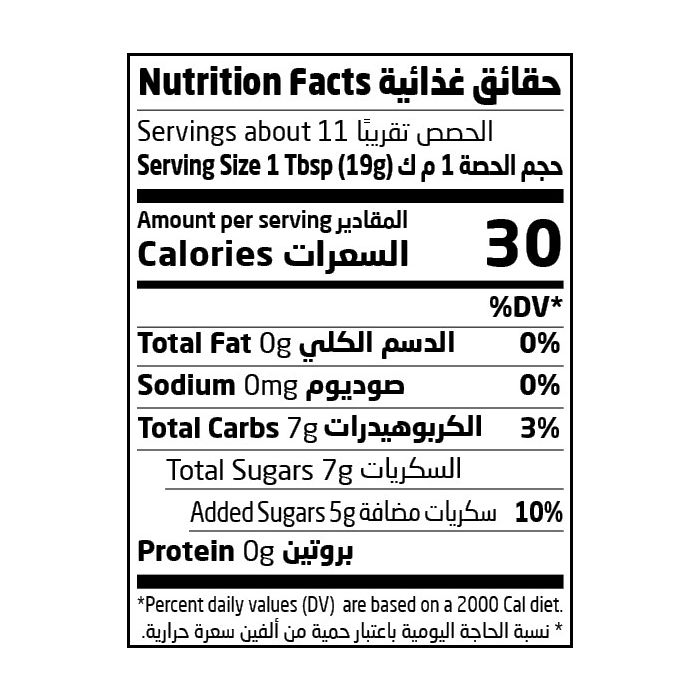 Nutrition Facts حقائق غذائية
Servings about 11 الحصص تقريبًا
Serving Size 1 Tbsp (19g) حجم الحصة 1 م ك
Amount per serving المقادير
Calories السعرات 30
%DV*
Total Fat 0g الدسم الكلي 0%
Sodium 0mg صوديوم 0%
Total Carbs 7g الكربوهيدرات 3%
Total Sugars 7g السكريات
Added Sugars 5g سكريات مضافة 10%
Protein 0g بروتين
*Percent daily values (DV) are based on a 2000 Cal diet.
* نسبة الحاجة اليومية باعتبار حمية من ألفين سعرة حرارية.